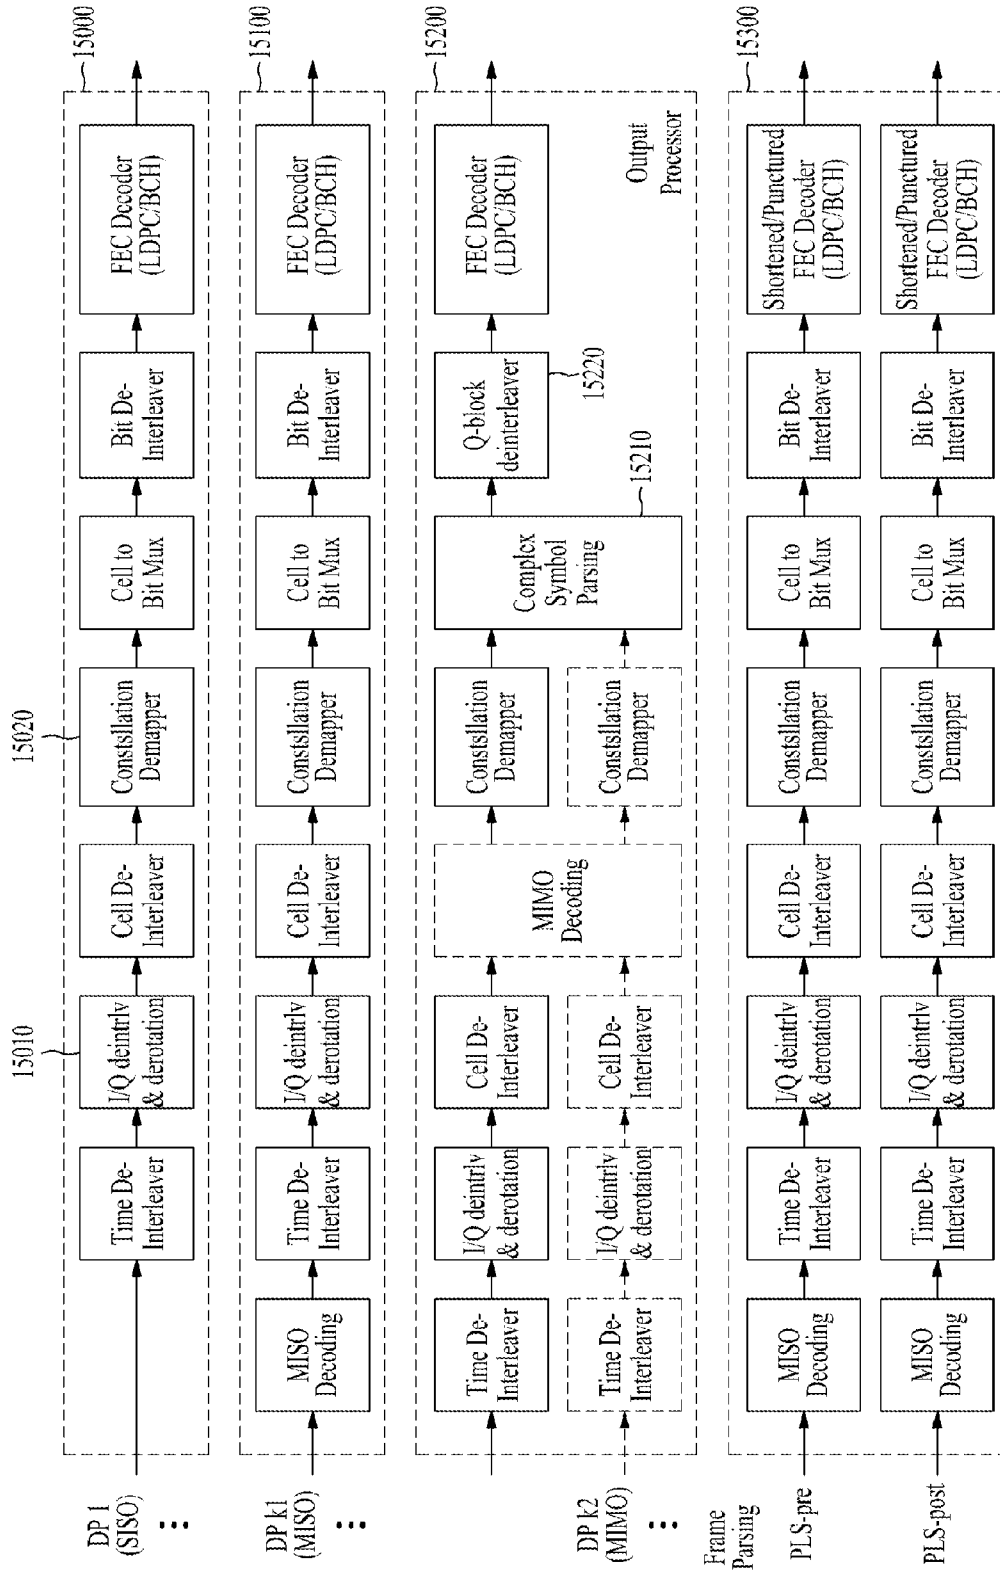 15000
DP 1
(SISO)
Time De-
Interleaver
15010
I/Q deintrlv
& derotation
Cell De-
Interleaver
15020
Constsllation
Demapper
Cell to
Bit Mux
Bit De-
Interleaver
FEC Decoder
(LDPC/BCH)
15100
DP k1
(MISO)
MISO
Decoding
Time De-
Interleaver
I/Q deintrlv
& derotation
Cell De-
Interleaver
Constsllation
Demapper
Cell to
Bit Mux
Bit De-
Interleaver
FEC Decoder
(LDPC/BCH)
15200
Time De-
Interleaver
I/Q deintrlv
& derotation
Cell De-
Interleaver
MIMO
Decoding
Constsllation
Demapper
Complex
Symbol
Parsing
15210
Q-block
deinterleaver
15220
FEC Decoder
(LDPC/BCH)
DP k2
(MIMO)
Time De-
Interleaver
I/Q deintrlv
& derotation
Cell De-
Interleaver
Constsllation
Demapper
Output
Processor
Frame
Parsing
15300
PLS-pre
MISO
Decoding
Time De-
Interleaver
I/Q deintrlv
& derotation
Cell De-
Interleaver
Constsllation
Demapper
Cell to
Bit Mux
Bit De-
Interleaver
Shortened/Punctured
FEC Decoder
(LDPC/BCH)
PLS-post
MISO
Decoding
Time De-
Interleaver
I/Q deintrlv
& derotation
Cell De-
Interleaver
Constsllation
Demapper
Cell to
Bit Mux
Bit De-
Interleaver
Shortened/Punctured
FEC Decoder
(LDPC/BCH)